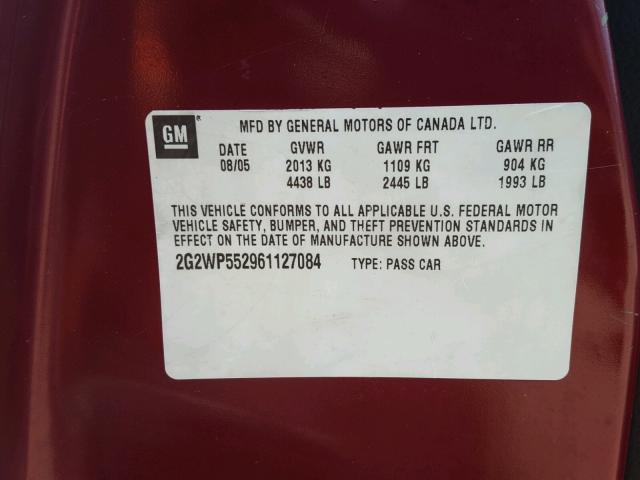 GM
MFD BY GENERAL MOTORS OF CANADA LTD.
DATE GVWR GAWR FRT GAWR RR
08/05 2013 KG 1109 KG 904 KG
4438 LB 2445 LB 1993 LB
THIS VEHICLE CONFORMS TO ALL APPLICABLE U.S. FEDERAL MOTOR
VEHICLE SAFETY, BUMPER, AND THEFT PREVENTION STANDARDS IN
EFFECT ON THE DATE OF MANUFACTURE SHOWN ABOVE.
2G2WP552961127084 TYPE: PASS CAR